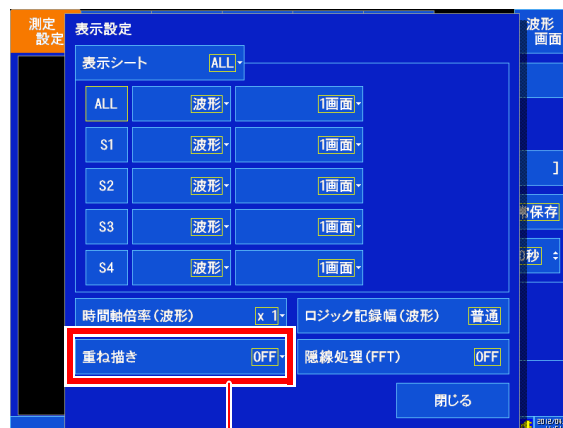 測定
設定
表示設定
波形
画面
表示シート ALL
ALL 波形 1画面
S1 波形 1画面
]
S2 波形 1画面
保存
S3 波形 1画面
秒
S4 波形 1画面
時間軸倍率(波形) x 1
ロジック記録幅(波形) 普通
重ね描き OFF
隠線処理(FFT) OFF
閉じる